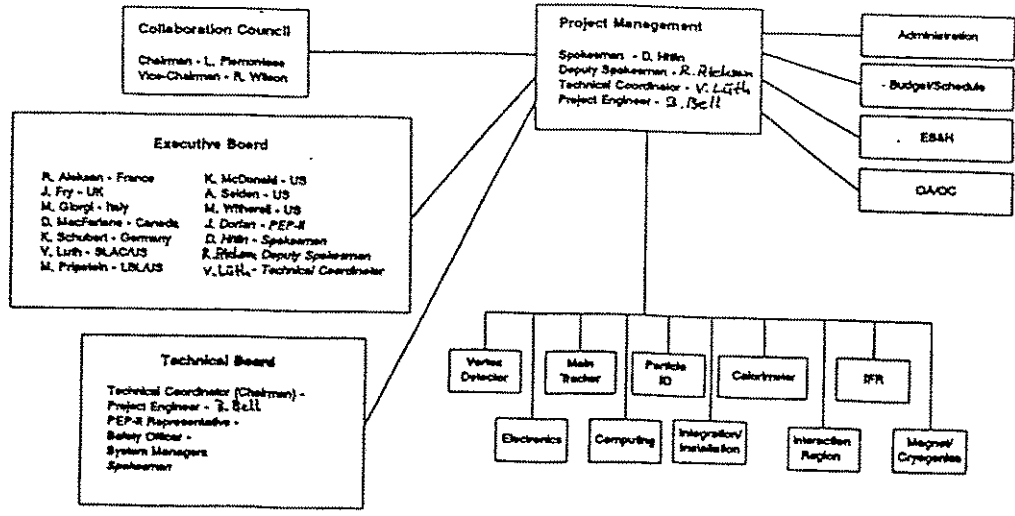 Collaboration Council
Chairman - L. Piemontese
Vice-Chairman - R. Wilson
Project Management
Spokesman - D. Hitlin
Deputy Spokesman - R. Aleksan
Technical Coordinator - V. Lüth
Project Engineer - B. Bell
Administration
- Budget/Schedule
ES&H
QA/QC
Executive Board
R. Aleksan - France
J. Fry - UK
M. Giorgi - Italy
D. MacFarlane - Canada
K. Schubert - Germany
V. Luth - SLAC/US
M. Pripstein - LBL/US
K. McDonald - US
A. Seiden - US
M. Witherell - US
J. Dorfan - PEP-II
D. Hitlin - Spokesman
R. Aleksan, Deputy Spokesman
V. Lüth - Technical Coordinator
Technical Board
Technical Coordinator (Chairman) -
Project Engineer - B. Bell
PEP-II Representative -
Safety Officer -
System Managers
Spokesman
Vertex
Detector
Main
Tracker
Particle
ID
Calorimeter
IFR
Electronics
Computing
Integration/
Installation
Interaction
Region
Magnet/
Cryogenics